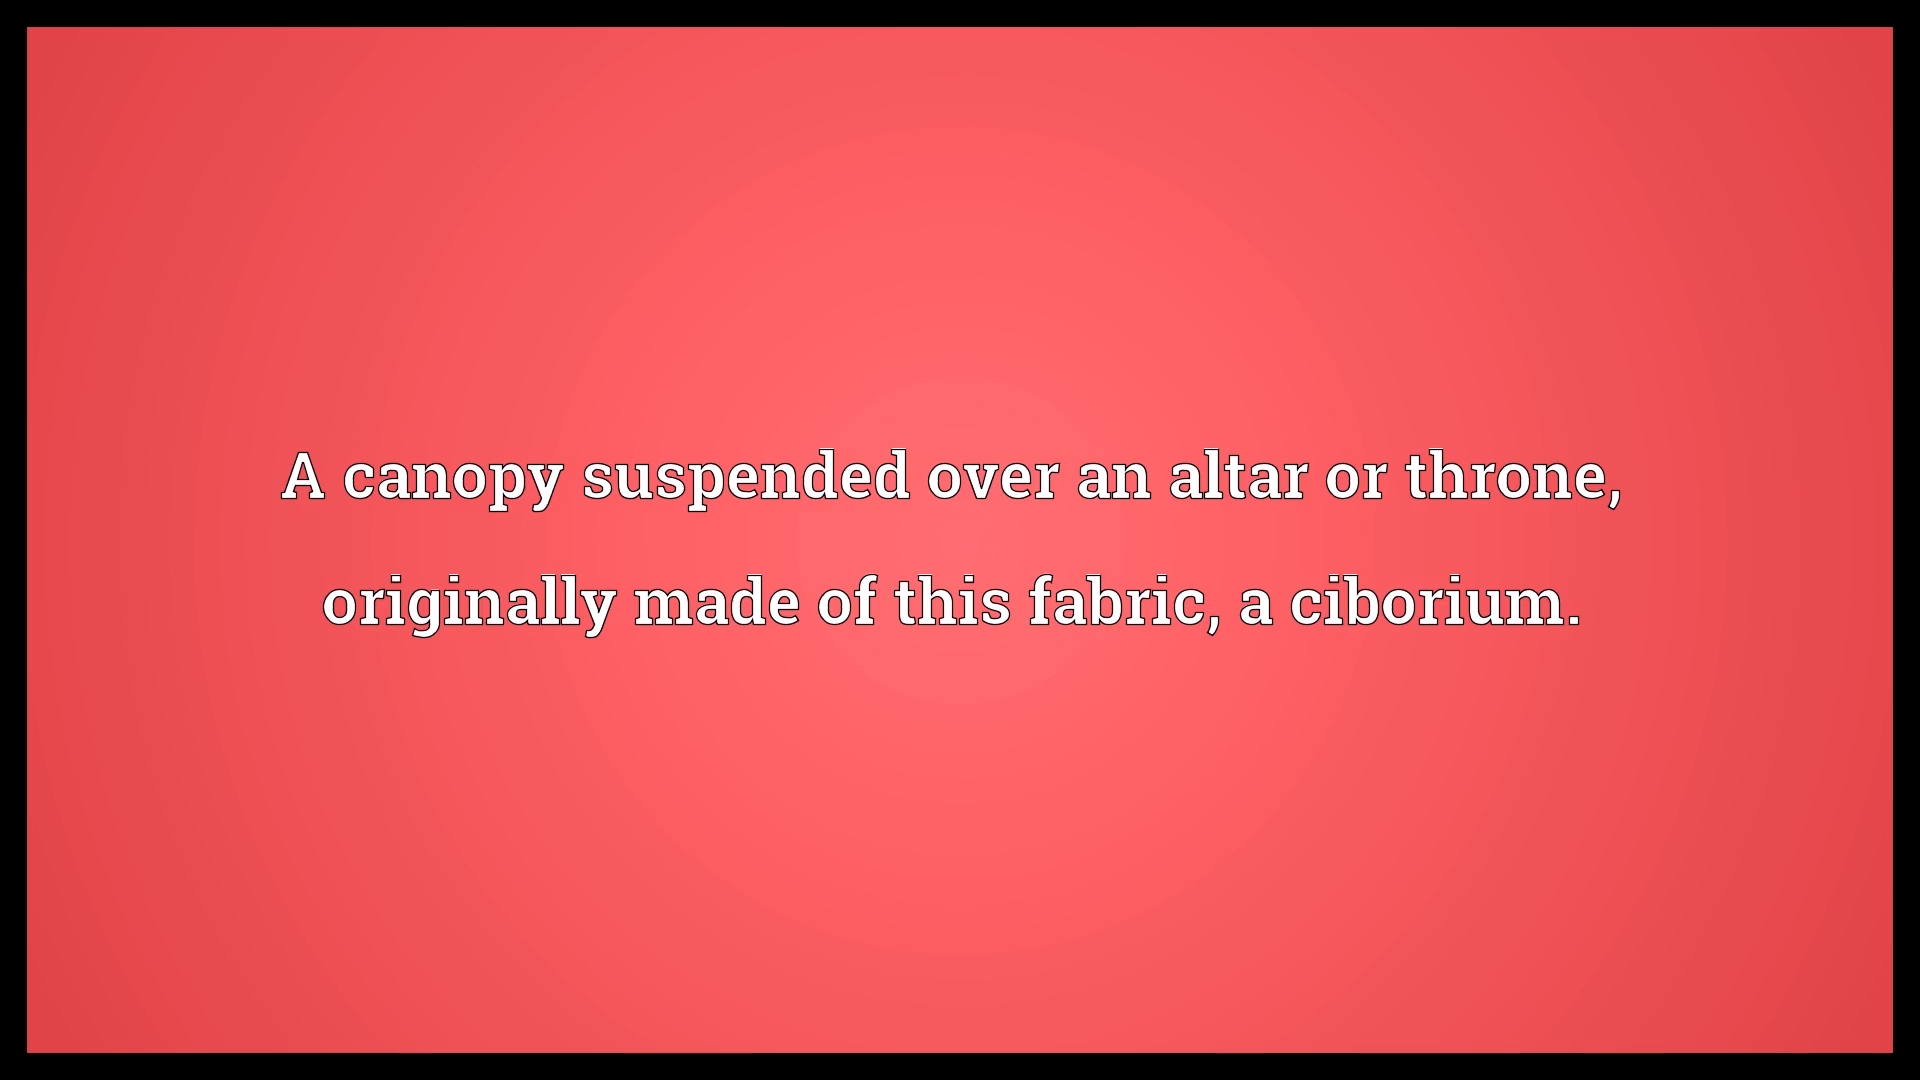 A canopy suspended over an altar or throne,
originally made of this fabric, a ciborium.